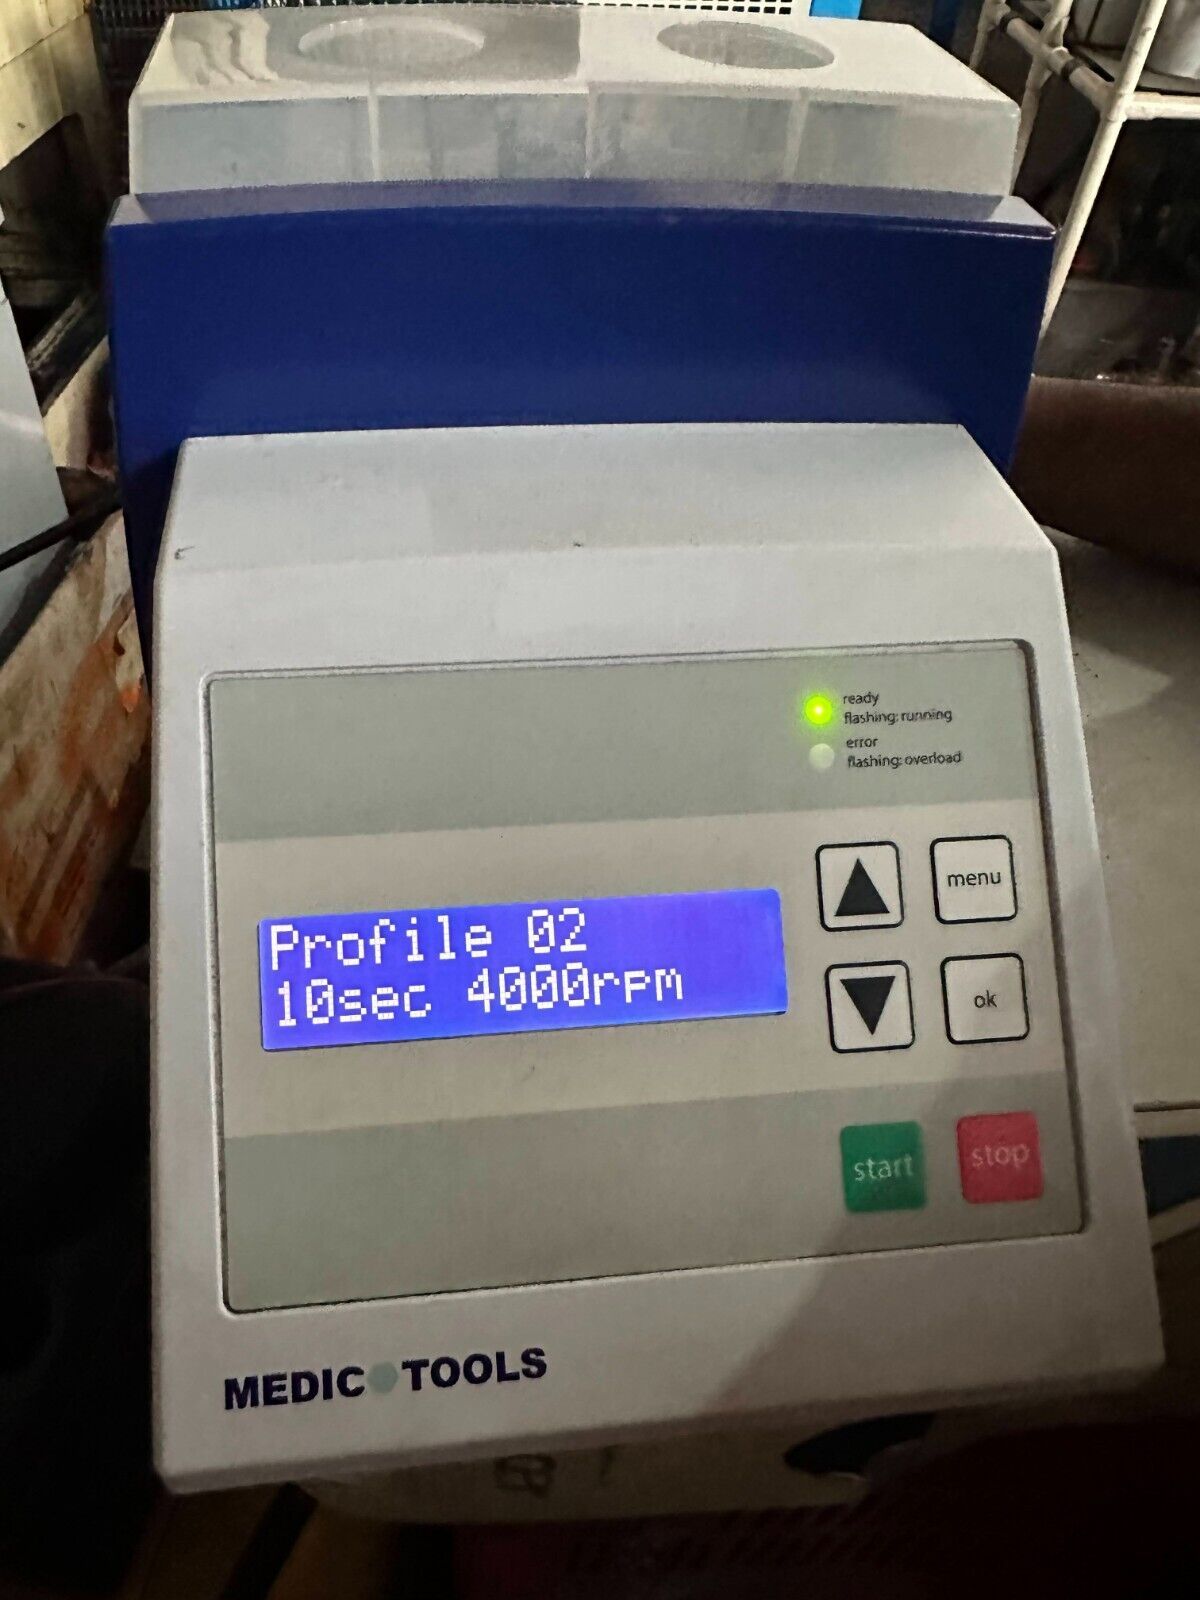 ready
flashing: running
error
flashing: overload
Profile 02
10sec 4000rpm
menu
ok
start
stop
MEDIC TOOLS